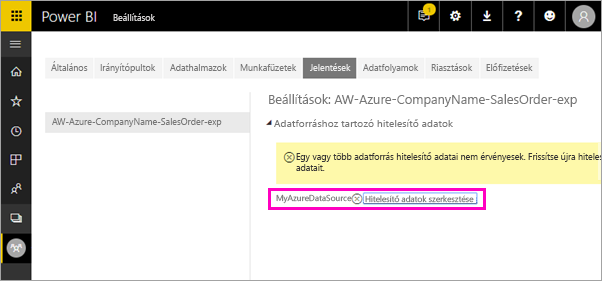 Power BI Beállítások 1
Általános Irányítópultok Adathalmazok Munkafüzetek Jelentések Adatfolyamok Riasztások Előfizetések
Beállítások: AW-Azure-CompanyName-SalesOrder-exp
AW-Azure-CompanyName-SalesOrder-exp
Adatforráshoz tartozó hitelesítő adatok
Egy vagy több adatforrás hitelesítő adatai nem érvényesek. Frissítse újra hiteles
adatait.
MyAzureDataSource Hitelesítő adatok szerkesztése